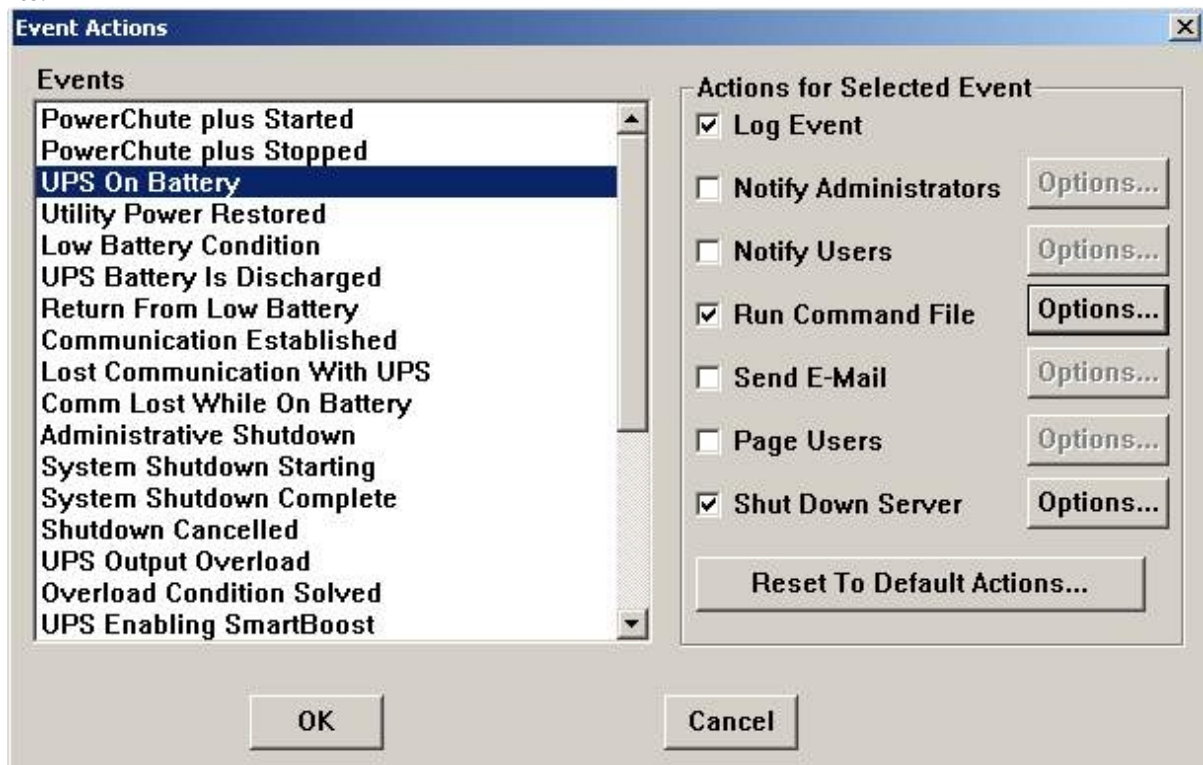 Event Actions
Events
PowerChute plus Started
PowerChute plus Stopped
UPS On Battery
Utility Power Restored
Low Battery Condition
UPS Battery Is Discharged
Return From Low Battery
Communication Established
Lost Communication With UPS
Comm Lost While On Battery
Administrative Shutdown
System Shutdown Starting
System Shutdown Complete
Shutdown Cancelled
UPS Output Overload
Overload Condition Solved
UPS Enabling SmartBoost
Actions for Selected Event
Log Event
Notify Administrators Options...
Notify Users Options...
Run Command File Options...
Send E-Mail Options...
Page Users Options...
Shut Down Server Options...
Reset To Default Actions...
OK Cancel